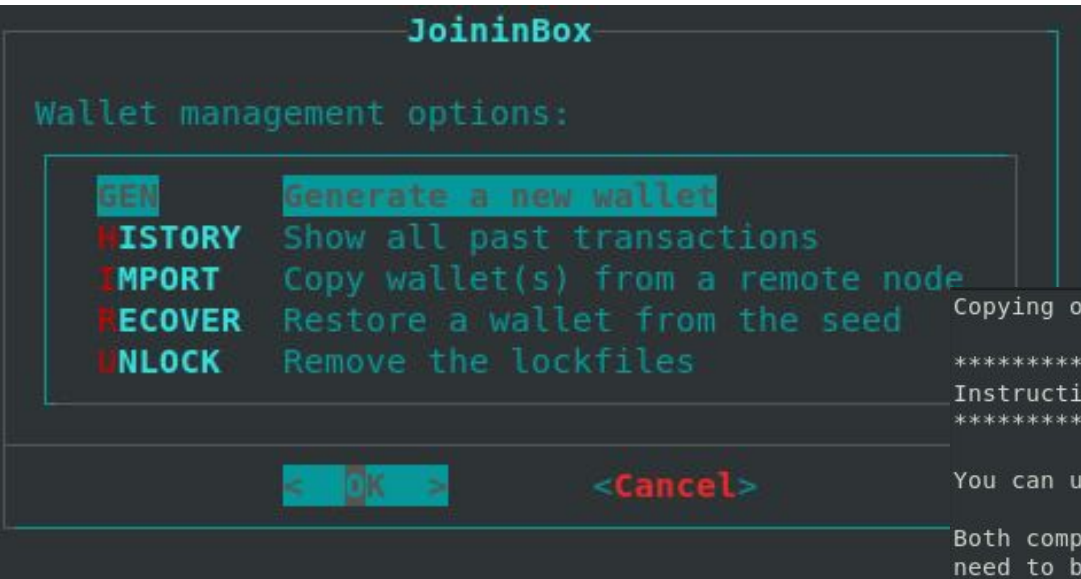 JoininBox
Wallet management options:
GEN Generate a new wallet
HISTORY Show all past transactions
IMPORT Copy wallet(s) from a remote node
RECOVER Restore a wallet from the seed
UNLOCK Remove the lockfiles
< OK > <Cancel>
Copying o
*********
Instructi
*********
You can u
Both comp
need to b